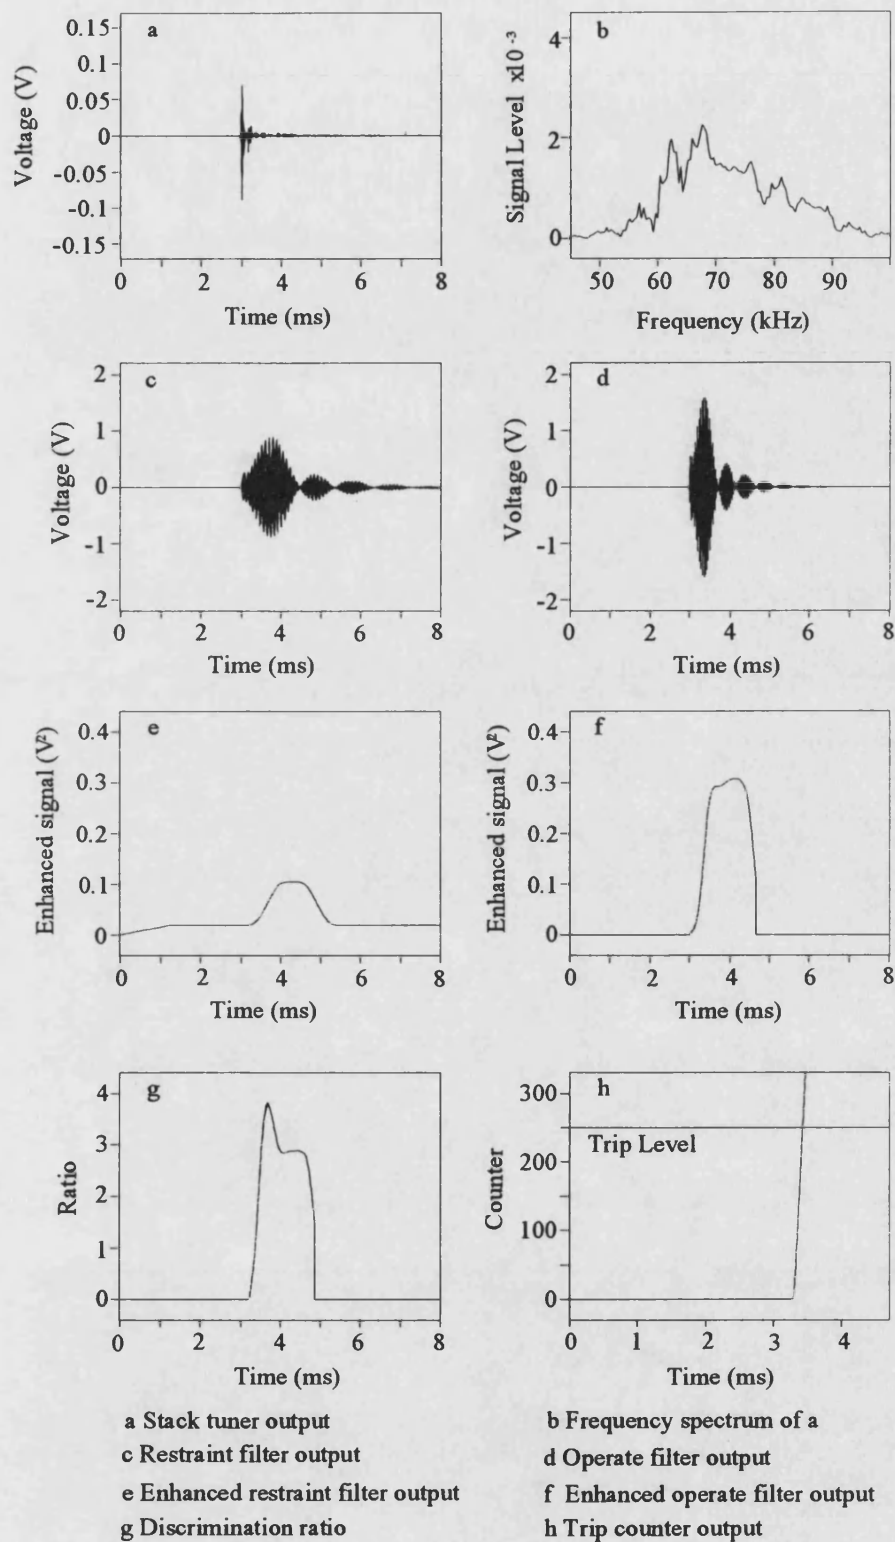 a
0.15
0.1
0.05
0
-0.05
-0.1
-0.15
Voltage (V)
0 2 4 6 8
Time (ms)
b
4
2
0
Signal Level x10 -3
50 60 70 80 90
Frequency (kHz)
c
2
1
0
-1
-2
Voltage (V)
0 2 4 6 8
Time (ms)
d
2
1
0
-1
-2
Voltage (V)
0 2 4 6 8
Time (ms)
e
0.4
0.3
0.2
0.1
0
Enhanced signal (V²)
0 2 4 6 8
Time (ms)
f
0.4
0.3
0.2
0.1
0
Enhanced signal (V²)
0 2 4 6 8
Time (ms)
g
4
3
2
1
0
Ratio
0 2 4 6 8
Time (ms)
h
300
200
100
0
Trip Level
Counter
0 1 2 3 4
Time (ms)
a Stack tuner output
b Frequency spectrum of a
c Restraint filter output
d Operate filter output
e Enhanced restraint filter output
f Enhanced operate filter output
g Discrimination ratio
h Trip counter output